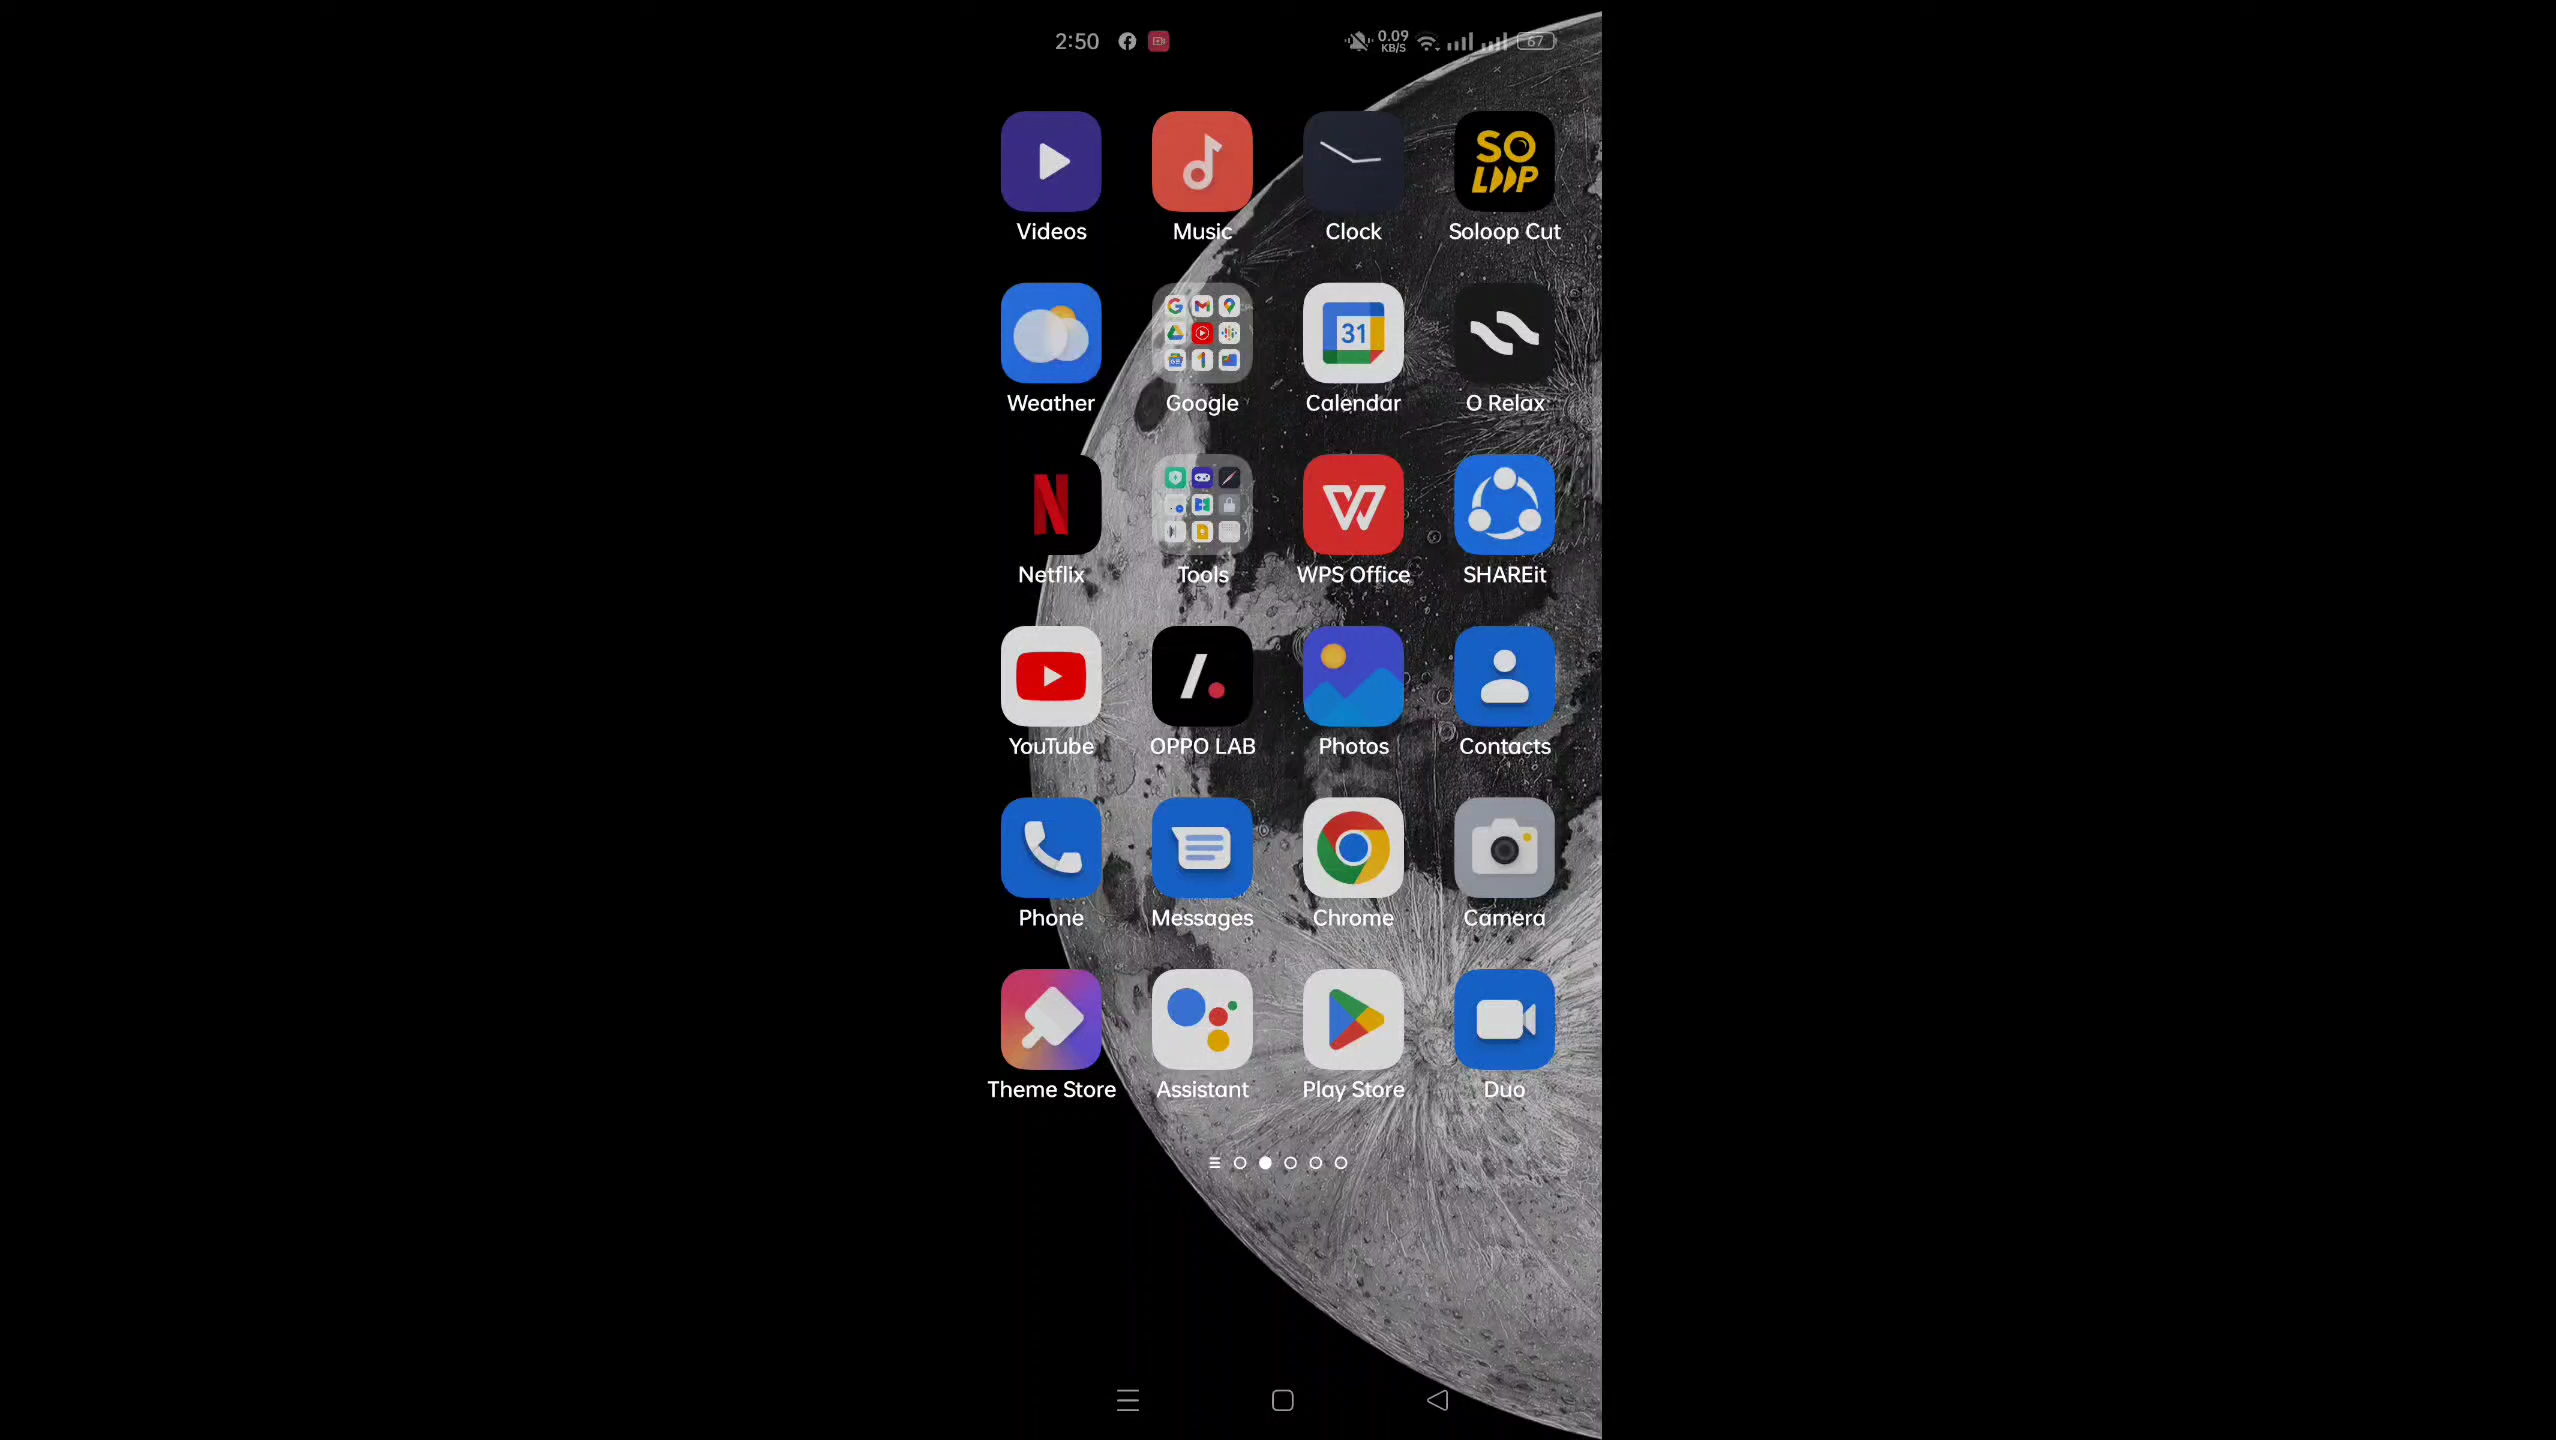 2:50 0.09 KB/S 67
SO LOOP
Videos Music Clock Soloop Cut
31
Weather Google Calendar O Relax
N W
Netflix Tools WPS Office SHAREit
YouTube OPPO LAB Photos Contacts
Phone Messages Chrome Camera
Theme Store Assistant Play Store Duo